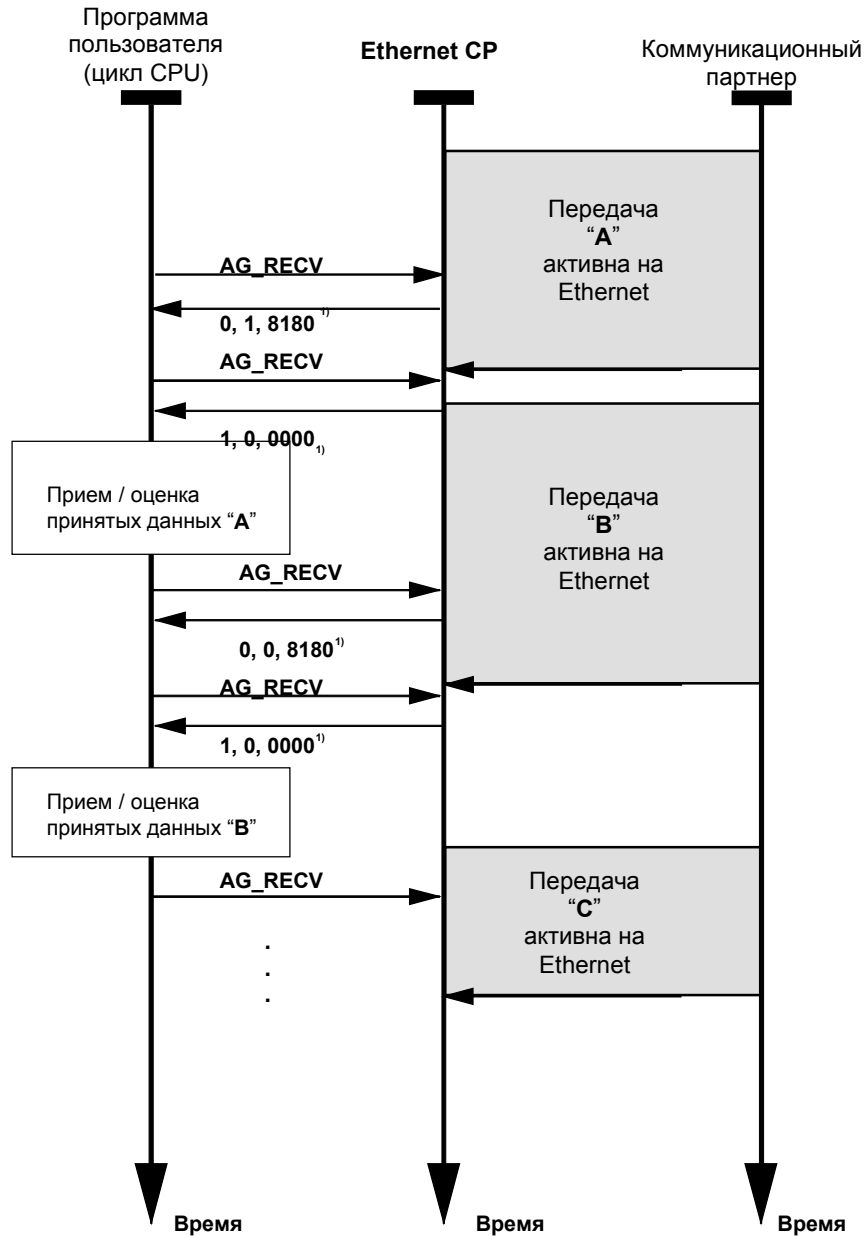 Программа
пользователя
(цикл CPU)
Ethernet CP
Коммуникационный
партнер
Передача
“A”
активна на
Ethernet
AG_RECV
0, 1, 8180 1)
AG_RECV
1, 0, 0000 1)
Прием / оценка
принятых данных “A”
Передача
“B”
активна на
Ethernet
AG_RECV
0, 0, 8180 1)
AG_RECV
1, 0, 0000 1)
Прием / оценка
принятых данных “B”
AG_RECV
Передача
“C”
активна на
Ethernet
.
.
.
Время
Время
Время